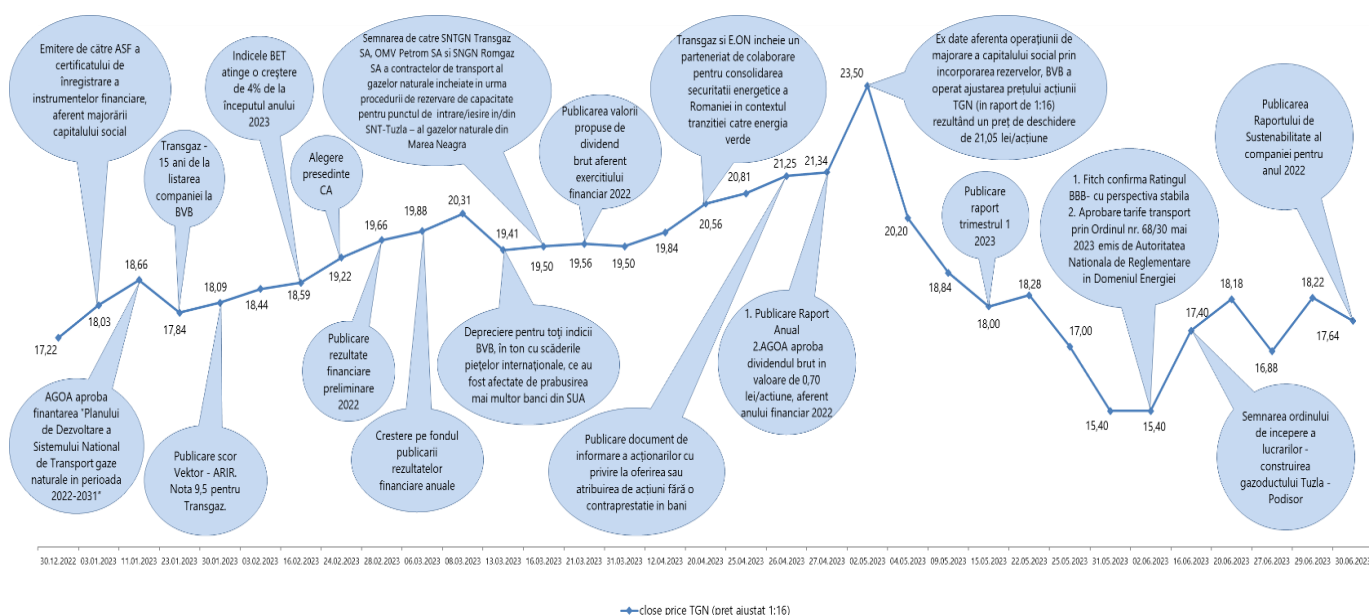 Emitere de către ASF a
certificatului de
înregistrare a
instrumentelor financiare,
aferent majorării
capitalului social
Transgaz -
15 ani de la
listarea
companiei la
BVB
Indicele BET
atinge o creștere
de 4% de la
începutul anului
2023
Alegere
presedinte
CA
Semnarea de catre SNTGN Transgaz
SA, OMV Petrom SA si SNGN Romgaz
SA a contractelor de transport al
gazelor naturale incheiate in urma
procedurii de rezervare de capacitate
pentru punctul de intrare/iesire in/din
SNT-Tuzla – al gazelor naturale din
Marea Neagra
Publicarea valorii
propuse de
dividend
brut aferent
exercitiului
financiar 2022
Transgaz si E.ON incheie un
parteneriat de colaborare
pentru consolidarea
securitatii energetice a
Romaniei in contextul
tranzitiei catre energia
verde
Ex date aferenta operațiunii de
majorare a capitalului social prin
incorporarea rezervelor, BVB a
operat ajustarea prețului acțiunii
TGN (in raport de 1:16)
rezultând un preț de deschidere
de 21,05 lei/acțiune
Publicare
raport
trimestrul 1
2023
1. Fitch confirma Ratingul
BBB- cu perspectiva stabila
2. Aprobare tarife transport
prin Ordinul nr. 68/30 mai
2023 emis de Autoritatea
Nationala de Reglementare
in Domeniul Energiei
Publicarea
Raportului de
Sustenabilitate al
companiei pentru
anul 2022
17,22
18,03
18,66
17,84
18,09
18,44
18,59
19,22
19,66
19,88
20,31
19,41
19,50
19,56
19,50
19,84
20,56
20,81
21,25
21,34
23,50
20,20
18,84
18,00
18,28
17,00
15,40
15,40
17,40
18,18
16,88
18,22
17,64
AGOA aproba
finantarea "Planului
de Dezvoltare a
Sistemului National
de Transport gaze
naturale in perioada
2022-2031"
Publicare scor
Vektor - ARIR.
Nota 9,5 pentru
Transgaz.
Publicare
rezultate
financiare
preliminare
2022
Crestere pe fondul
publicarii
rezultatelor
financiare anuale
Depreciere pentru toți indicii
BVB, în ton cu scăderile
piețelor internaționale, ce au
fost afectate de prabusirea
mai multor banci din SUA
Publicare document de
informare a acționarilor cu
privire la oferirea sau
atribuirea de acțiuni fără o
contraprestatie in bani
1. Publicare Raport
Anual
2.AGOA aproba
dividendul brut in
valoare de 0,70
lei/actiune, aferent
anului financiar 2022
Semnarea ordinului
de incepere a
lucrarilor -
construirea
gazoductului Tuzla -
Podisor
30.12.2022 03.01.2023 11.01.2023 23.01.2023 30.01.2023 03.02.2023 16.02.2023 24.02.2023 28.02.2023 06.03.2023 08.03.2023 13.03.2023 16.03.2023 21.03.2023 31.03.2023 12.04.2023 20.04.2023 25.04.2023 26.04.2023 27.04.2023 02.05.2023 04.05.2023 09.05.2023 15.05.2023 22.05.2023 25.05.2023 31.05.2023 02.06.2023 16.06.2023 20.06.2023 27.06.2023 29.06.2023 30.06.2023
close price TGN (preț ajustat 1:16)